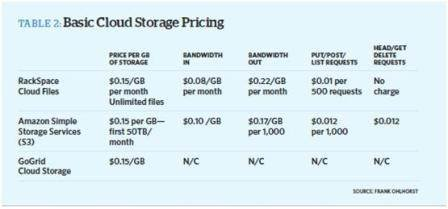 TABLE 2: Basic Cloud Storage Pricing
PRICE PER GB
OF STORAGE
BANDWIDTH
IN
BANDWIDTH
OUT
PUT/POST/
LIST REQUESTS
HEAD/GET
DELETE
REQUESTS
RackSpace
Cloud Files
$0.15/GB
per month
Unlimited files
$0.08/GB
per month
$0.22/GB
per month
$0.01 per
500 requests
No
charge
Amazon Simple
Storage Services
(S3)
$0.15 per GB—
first 50TB/
month
$0.10 /GB
$0.17/GB
per 1,000
$0.012
per 1,000
$0.012
GoGrid
Cloud Storage
$0.15/GB
N/C
N/C
N/C
N/C
SOURCE: FRANK OHLHORST